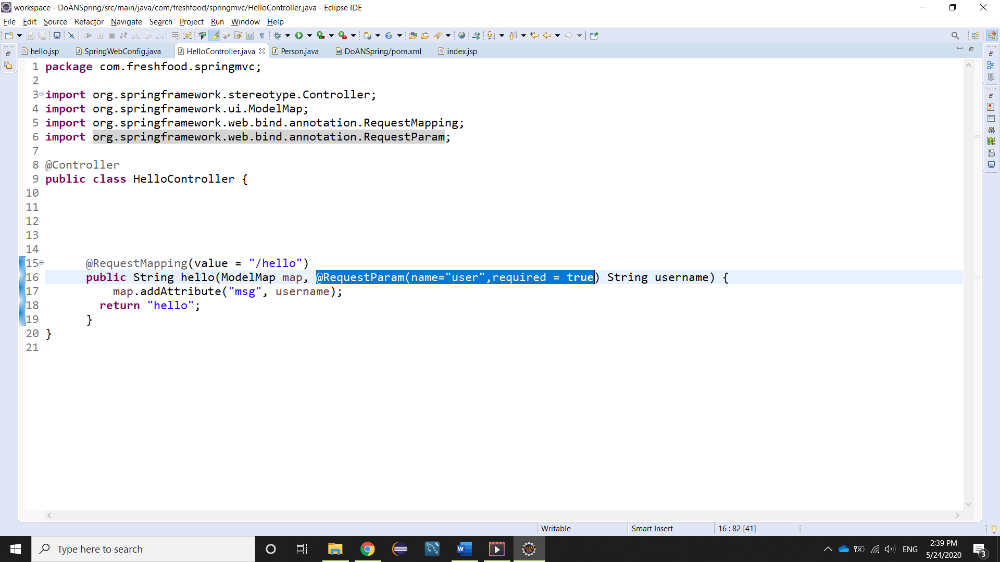 workspace - DoANSpring/src/main/java/com/freshfood/springmvc/HelloController.java - Eclipse IDE
File Edit Source Refactor Navigate Search Project Run Window Help
hello.jsp SpringWebConfig.java HelloController.java Person.java DoANSpring/pom.xml index.jsp
1 package com.freshfood.springmvc;
2
3 import org.springframework.stereotype.Controller;
4 import org.springframework.ui.ModelMap;
5 import org.springframework.web.bind.annotation.RequestMapping;
6 import org.springframework.web.bind.annotation.RequestParam;
7
8 @Controller
9 public class HelloController {
10
11
12
13
14
15 @RequestMapping(value = "/hello")
16 public String hello(ModelMap map, @RequestParam(name="user",required = true) String username) {
17 map.addAttribute("msg", username);
18 return "hello";
19 }
20 }
21
Writable Smart Insert 16 : 82 [41]
Type here to search
ENG
2:39 PM
5/24/2020
3